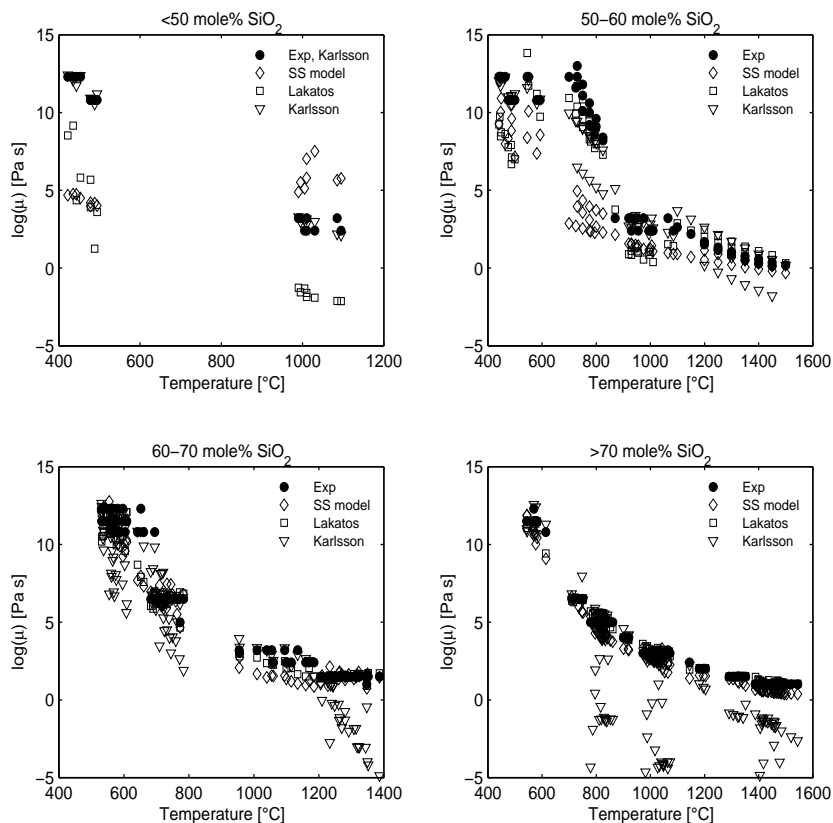 <50 mole% SiO2
15
10
5
0
−5
400 600 800 1000 1200
log(μ) [Pa s]
Temperature [°C]
Exp, Karlsson
SS model
Lakatos
Karlsson
50−60 mole% SiO2
15
10
5
0
−5
400 600 800 1000 1200 1400 1600
log(μ) [Pa s]
Temperature [°C]
Exp
SS model
Lakatos
Karlsson
60−70 mole% SiO2
15
10
5
0
−5
400 600 800 1000 1200 1400
log(μ) [Pa s]
Temperature [°C]
Exp
SS model
Lakatos
Karlsson
>70 mole% SiO2
15
10
5
0
−5
400 600 800 1000 1200 1400 1600
log(μ) [Pa s]
Temperature [°C]
Exp
SS model
Lakatos
Karlsson